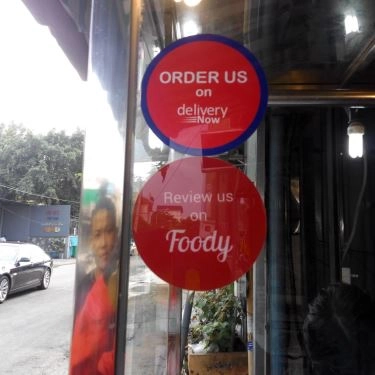 ORDER US
on
delivery
Now
Review us
on
Foody